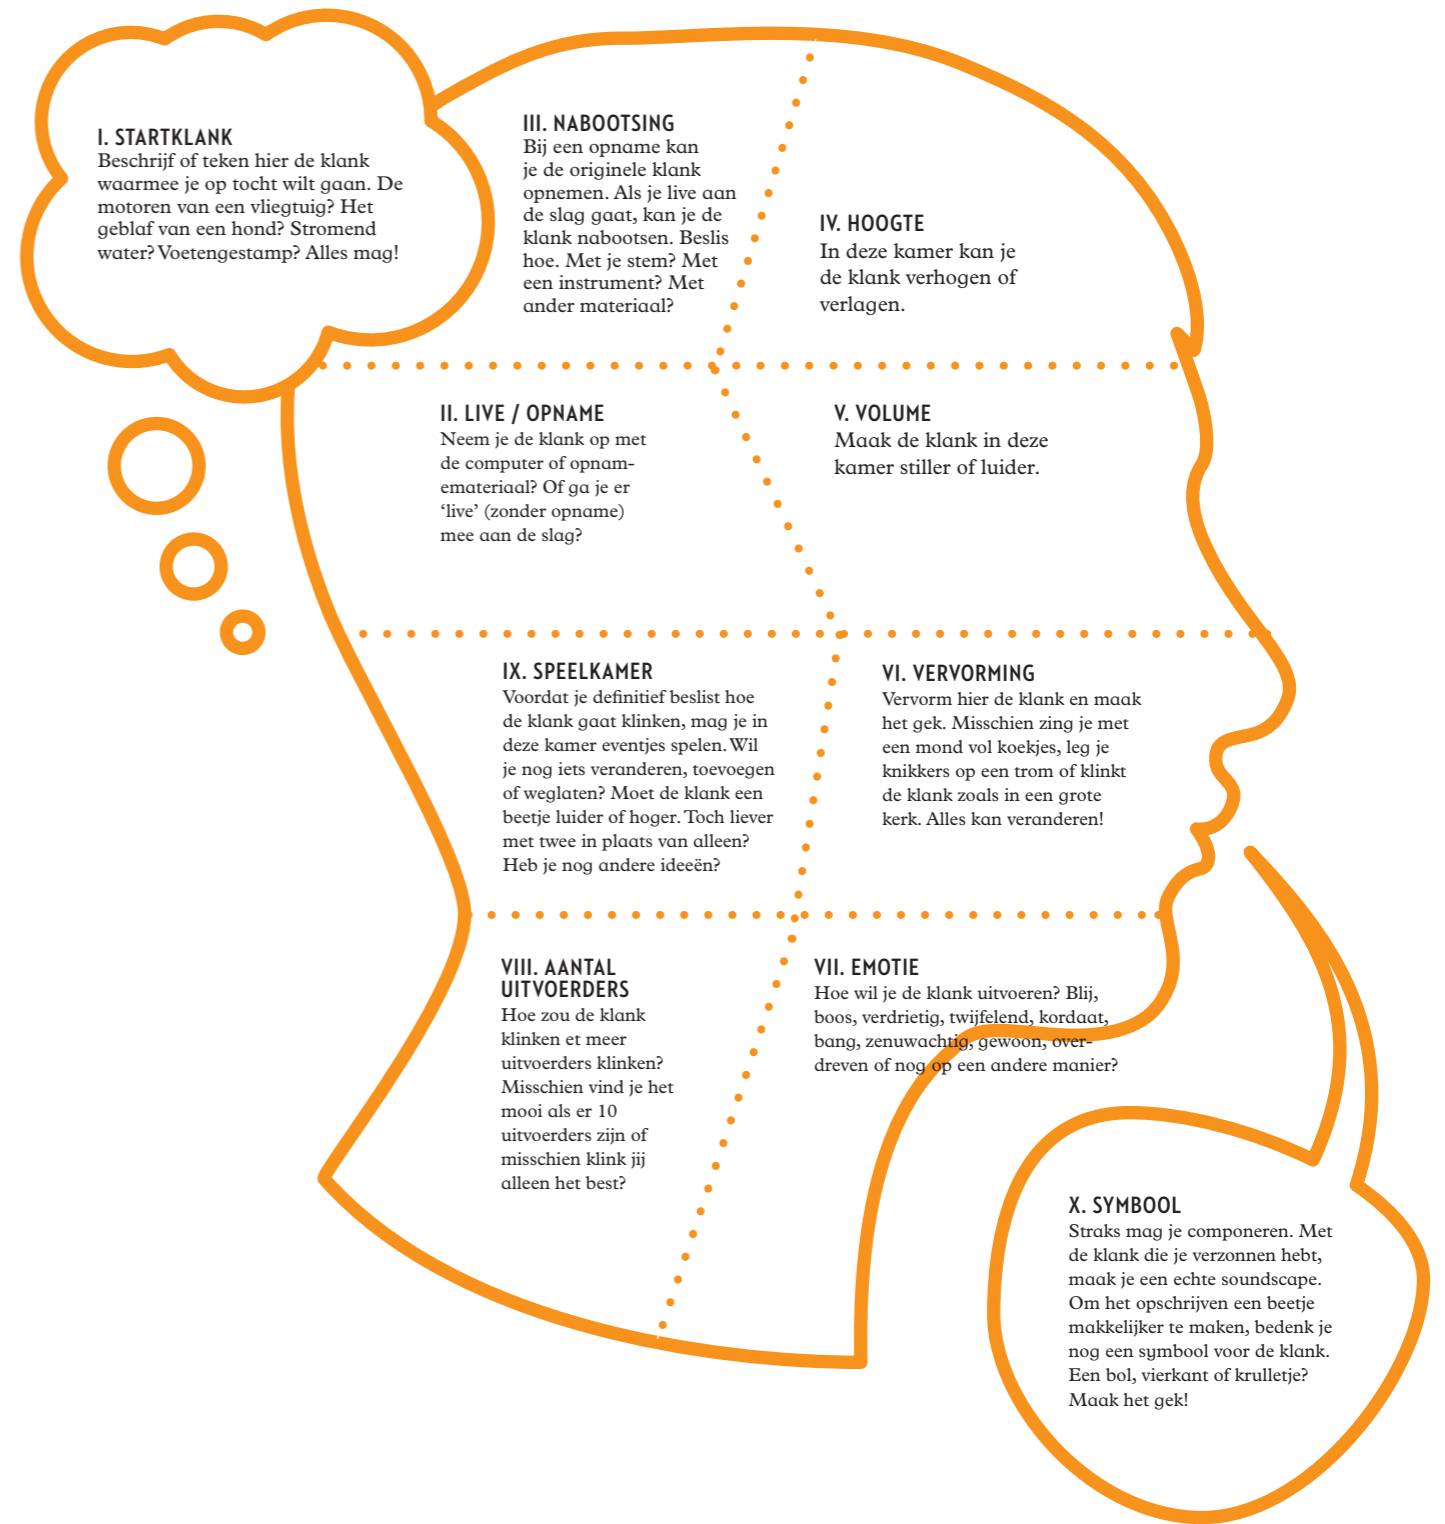 I. STARTKLANK
Beschrijf of teken hier de klank
waarmee je op tocht wilt gaan. De
motoren van een vliegtuig? Het
geblaf van een hond? Stromend
water? Voetengestamp? Alles mag!
II. LIVE / OPNAME
Neem je de klank op met
de computer of opnam-
emateriaal? Of ga je er
‘live’ (zonder opname)
mee aan de slag?
III. NABOOTSING
Bij een opname kan
je de originele klank
opnemen. Als je live aan
de slag gaat, kan je de
klank nabootsen. Beslis
hoe. Met je stem? Met
een instrument? Met
ander materiaal?
IV. HOOGTE
In deze kamer kan je
de klank verhogen of
verlagen.
V. VOLUME
Maak de klank in deze
kamer stiller of luider.
VI. VERVORMING
Vervorm hier de klank en maak
het gek. Misschien zing je met
een mond vol koekjes, leg je
knikkers op een trom of klinkt
de klank zoals in een grote
kerk. Alles kan veranderen!
VII. EMOTIE
Hoe wil je de klank uitvoeren? Blij,
boos, verdrietig, twijfelend, kordaat,
bang, zenuwachtig, gewoon, over-
dreven of nog op een andere manier?
VIII. AANTAL
UITVOERDERS
Hoe zou de klank
klinken et meer
uitvoerders klinken?
Misschien vind je het
mooi als er 10
uitvoerders zijn of
misschien klink jij
alleen het best?
IX. SPEELKAMER
Voordat je definitief beslist hoe
de klank gaat klinken, mag je in
deze kamer eventjes spelen. Wil
je nog iets veranderen, toevoegen
of weglaten? Moet de klank een
beetje luider of hoger. Toch liever
met twee in plaats van alleen?
Heb je nog andere ideeën?
X. SYMBOOL
Straks mag je componeren. Met
de klank die je verzonnen hebt,
maak je een echte soundscape.
Om het opschrijven een beetje
makkelijker te maken, bedenk je
nog een symbool voor de klank.
Een bol, vierkant of krulletje?
Maak het gek!